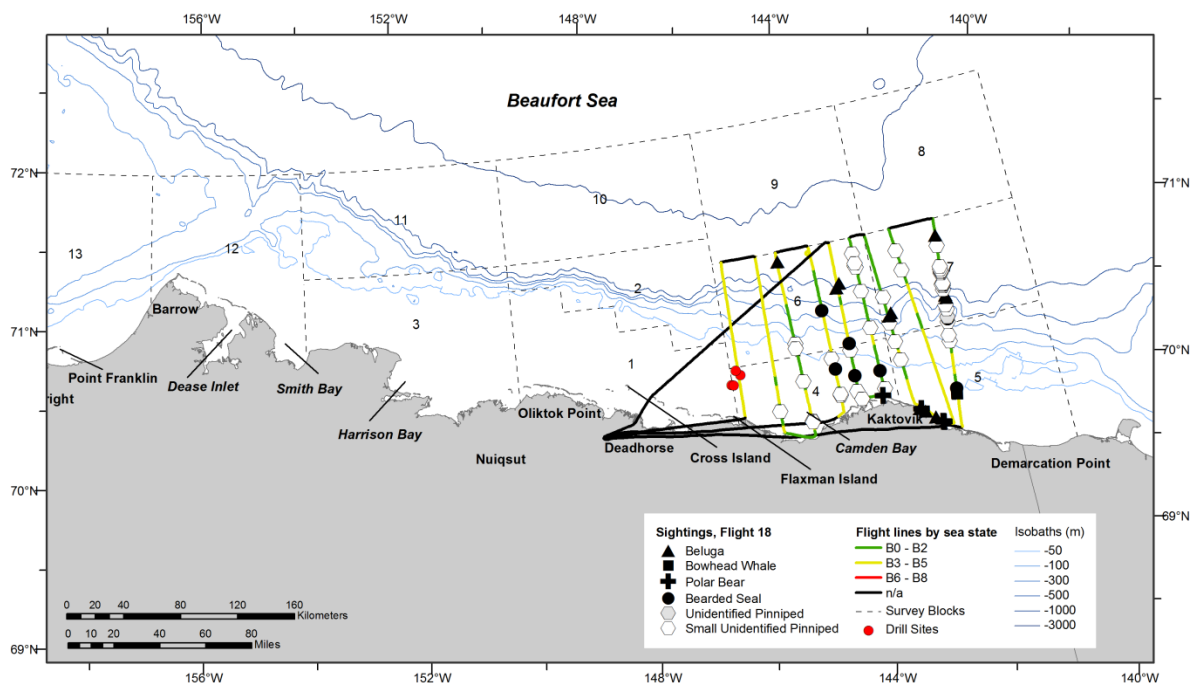 156°W
152°W
148°W
144°W
140°W
Beaufort Sea
72°N
71°N
8
9
10
11
12
13
7
2
6
3
1
4
5
Barrow
Point Franklin
Dease Inlet
Smith Bay
right
Harrison Bay
Oliktok Point
Nuiqsut
Deadhorse
Cross Island
Flaxman Island
Camden Bay
Kaktovik
Demarcation Point
71°N
70°N
70°N
69°N
69°N
Sightings, Flight 18
Beluga
Bowhead Whale
Polar Bear
Bearded Seal
Unidentified Pinniped
Small Unidentified Pinniped
Flight lines by sea state
B0 - B2
B3 - B5
B6 - B8
n/a
Survey Blocks
Drill Sites
Isobaths (m)
-50
-100
-300
-500
-1000
-3000
0 20 40 80 120 160
Kilometers
0 10 20 40 60 80
Miles
156°W
152°W
148°W
144°W
140°W